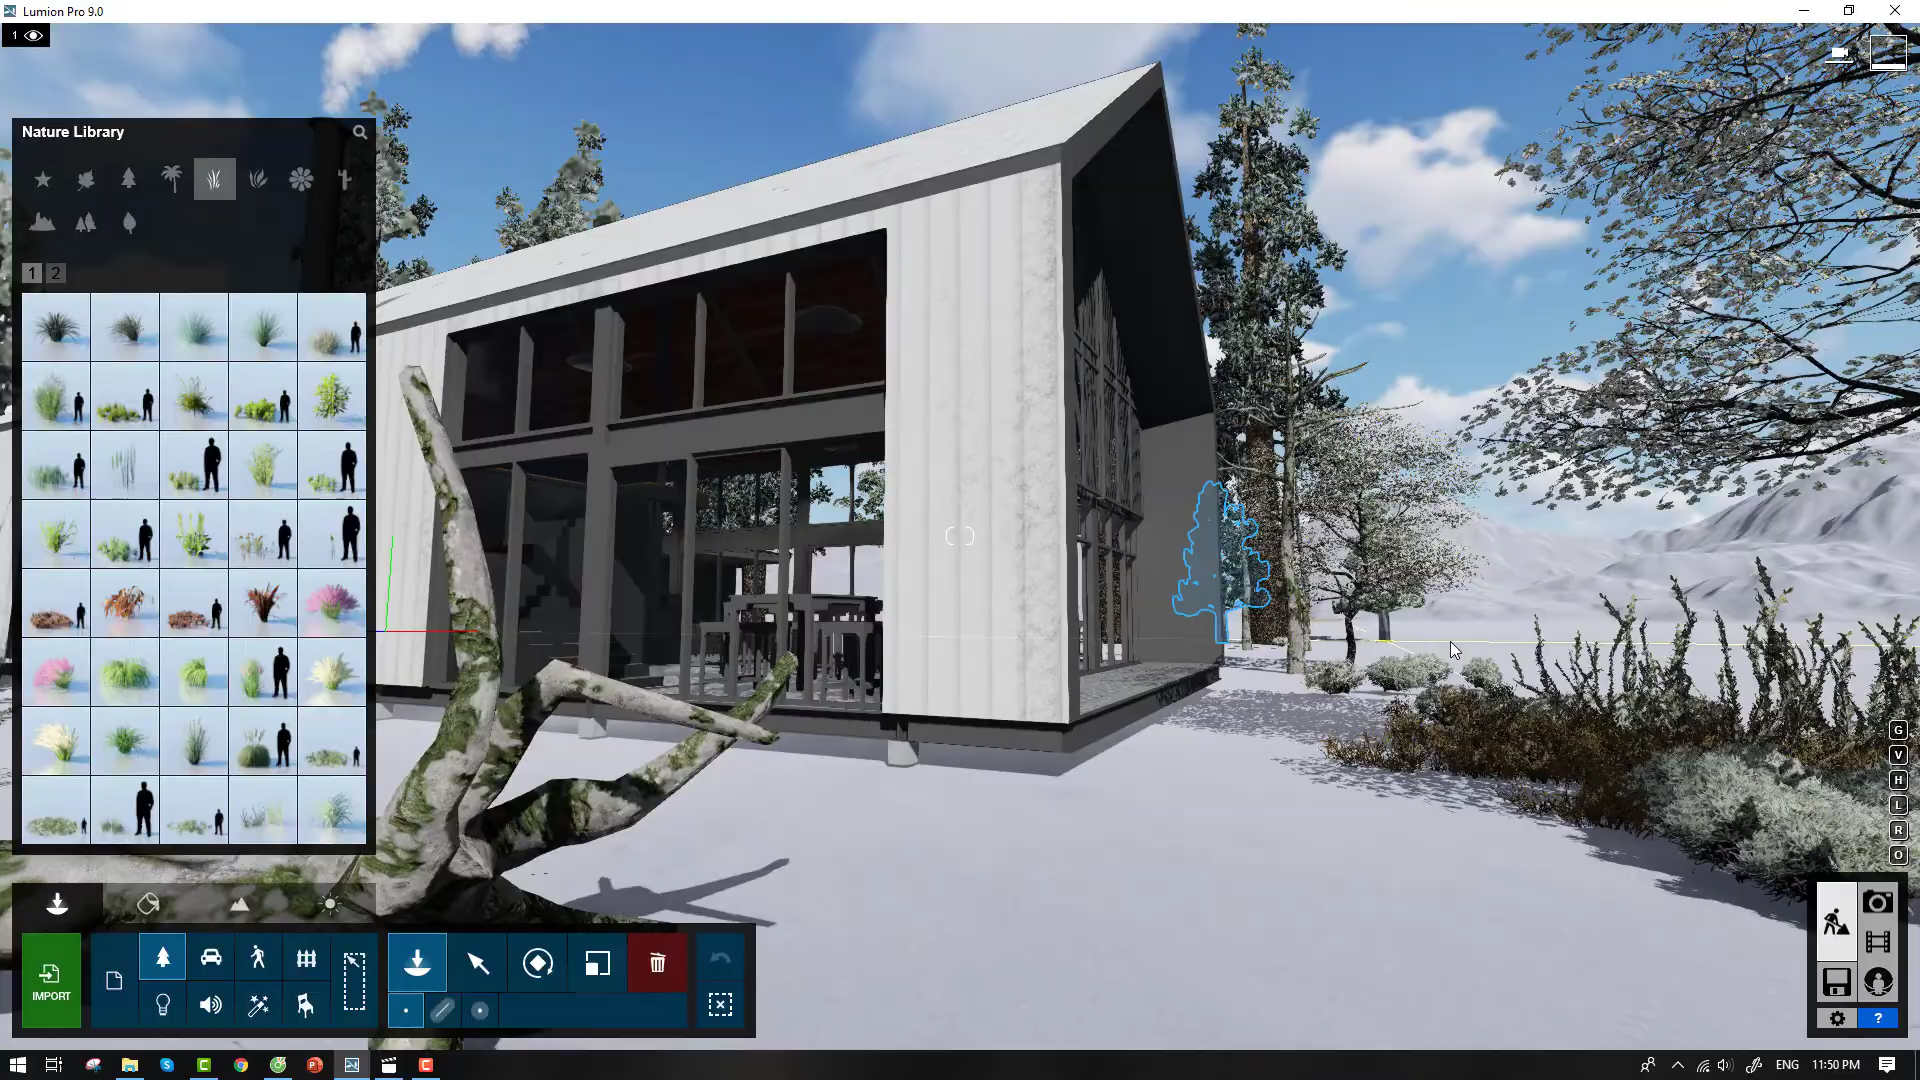 Lumion Pro 9.0
1
Nature Library
1 2
G
V
H
L
R
O
IMPORT
?
ENG 11:50 PM